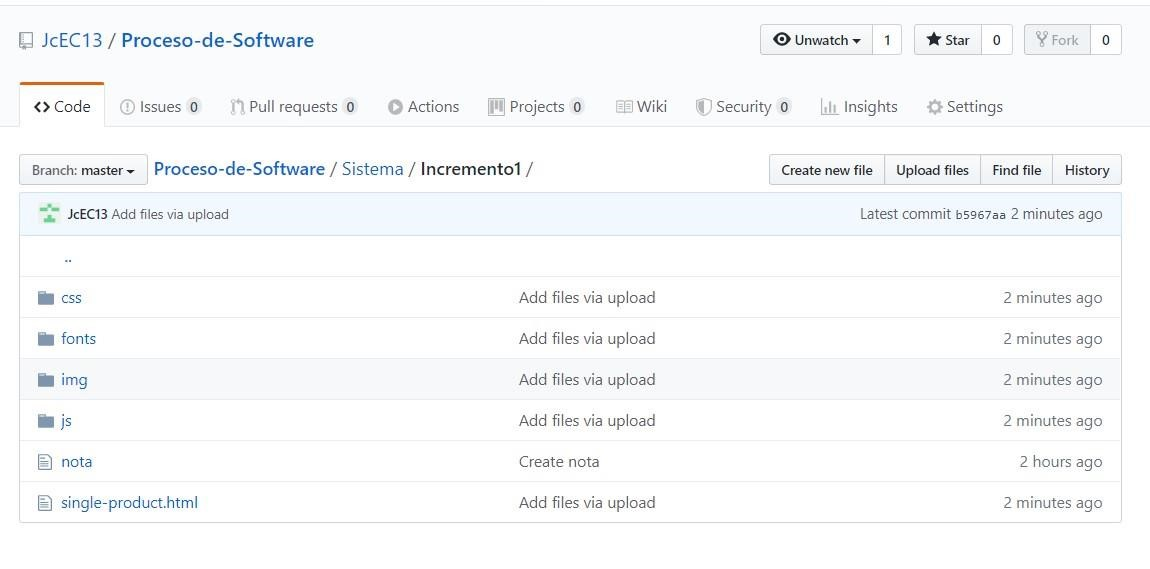 JcEC13 / Proceso-de-Software Unwatch 1 Star 0 Fork 0
Code Issues 0 Pull requests 0 Actions Projects 0 Wiki Security 0 Insights Settings
Branch: master Proceso-de-Software / Sistema / Incremento1 / Create new file Upload files Find file History
JcEC13 Add files via upload Latest commit b5967aa 2 minutes ago
..
css Add files via upload 2 minutes ago
fonts Add files via upload 2 minutes ago
img Add files via upload 2 minutes ago
js Add files via upload 2 minutes ago
nota Create nota 2 hours ago
single-product.html Add files via upload 2 minutes ago